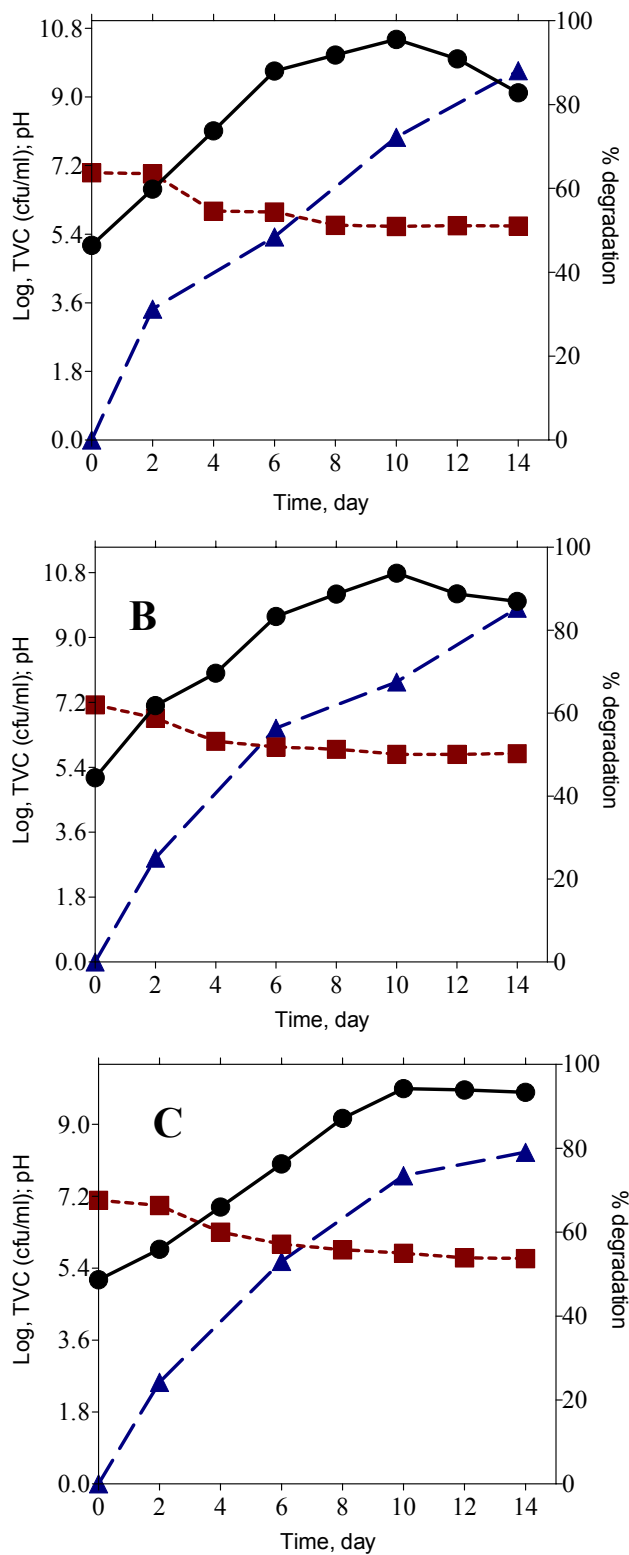 10.8
9.0
7.2
5.4
3.6
1.8
0.0
Log, TVC (cfu/ml); pH
100
80
60
40
20
0
% degradation
0 2 4 6 8 10 12 14
Time, day
B
10.8
9.0
7.2
5.4
3.6
1.8
0.0
Log, TVC (cfu/ml); pH
100
80
60
40
20
0
% degradation
0 2 4 6 8 10 12 14
Time, day
C
9.0
7.2
5.4
3.6
1.8
0.0
Log, TVC (cfu/ml); pH
100
80
60
40
20
0
% degradation
0 2 4 6 8 10 12 14
Time, day